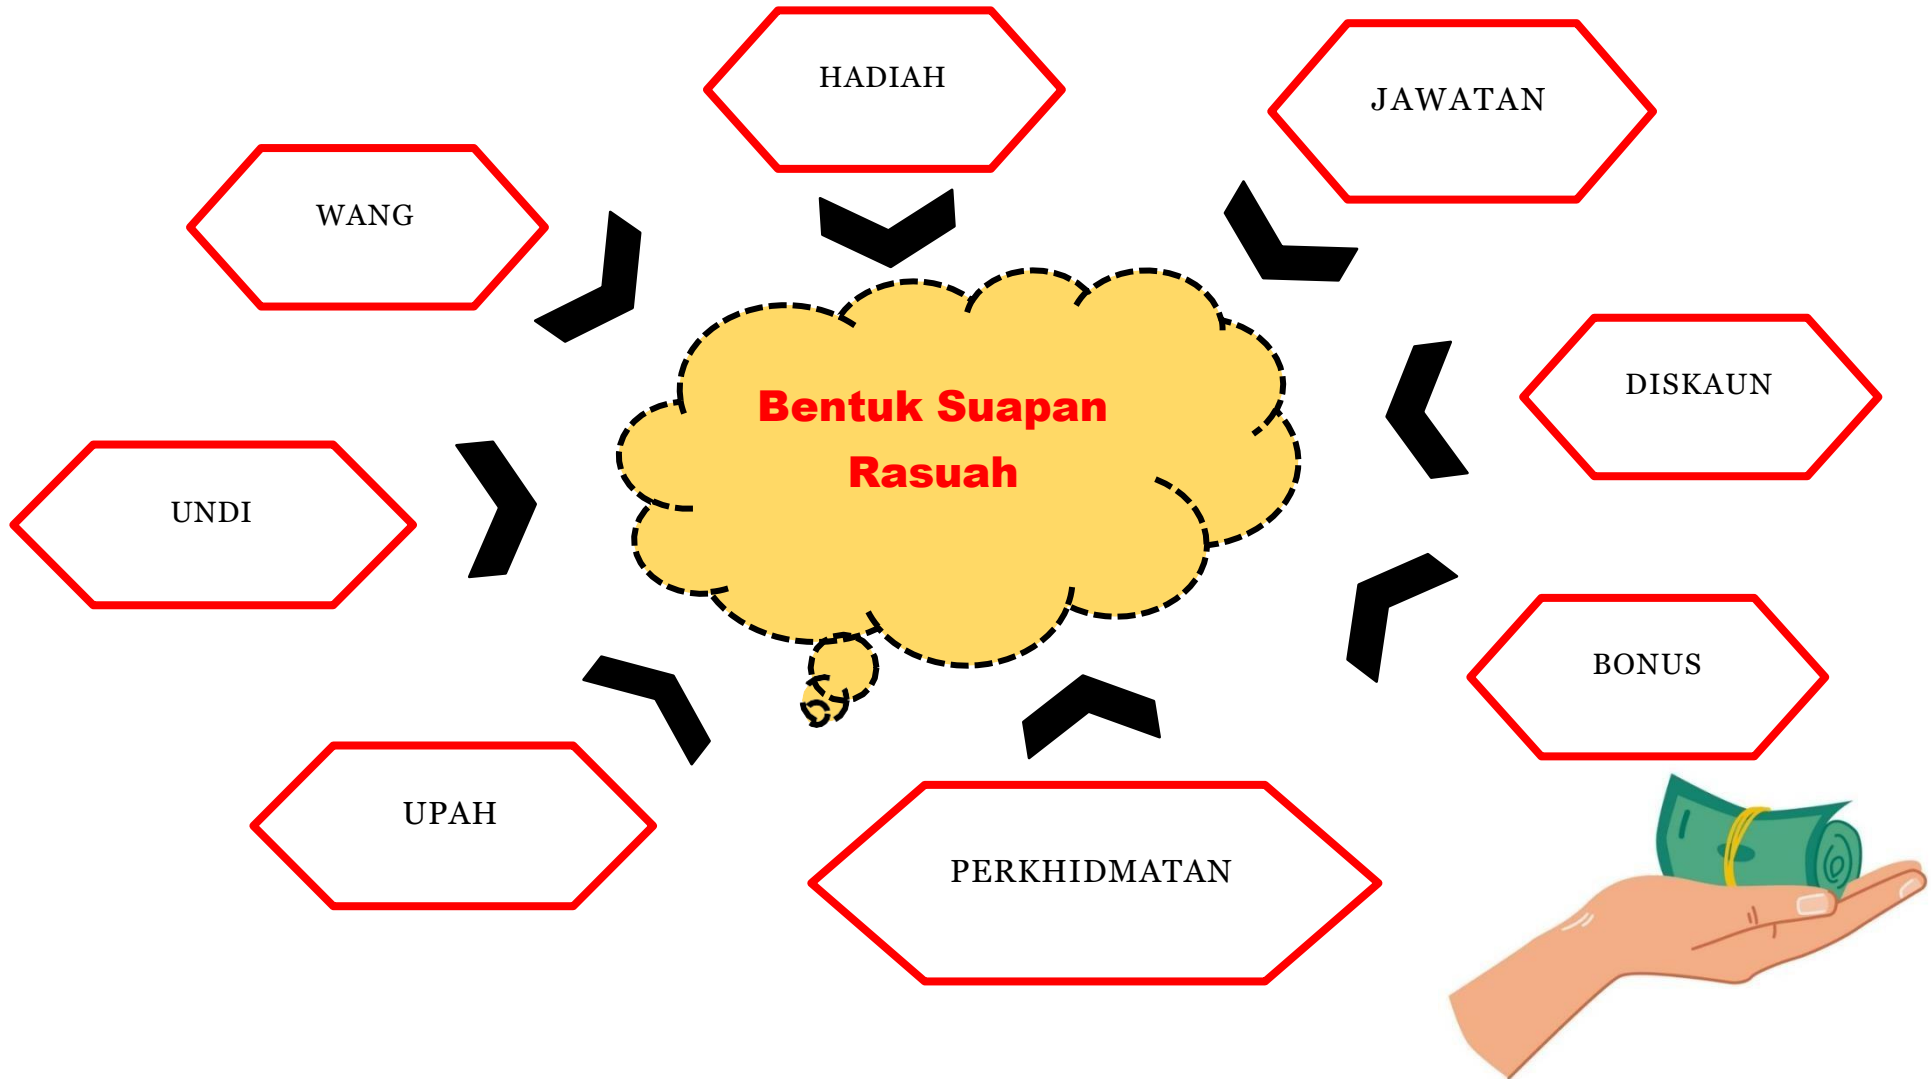 HADIAH
JAWATAN
WANG
Bentuk Suapan
Rasuah
DISKAUN
UNDI
BONUS
UPAH
PERKHIDMATAN